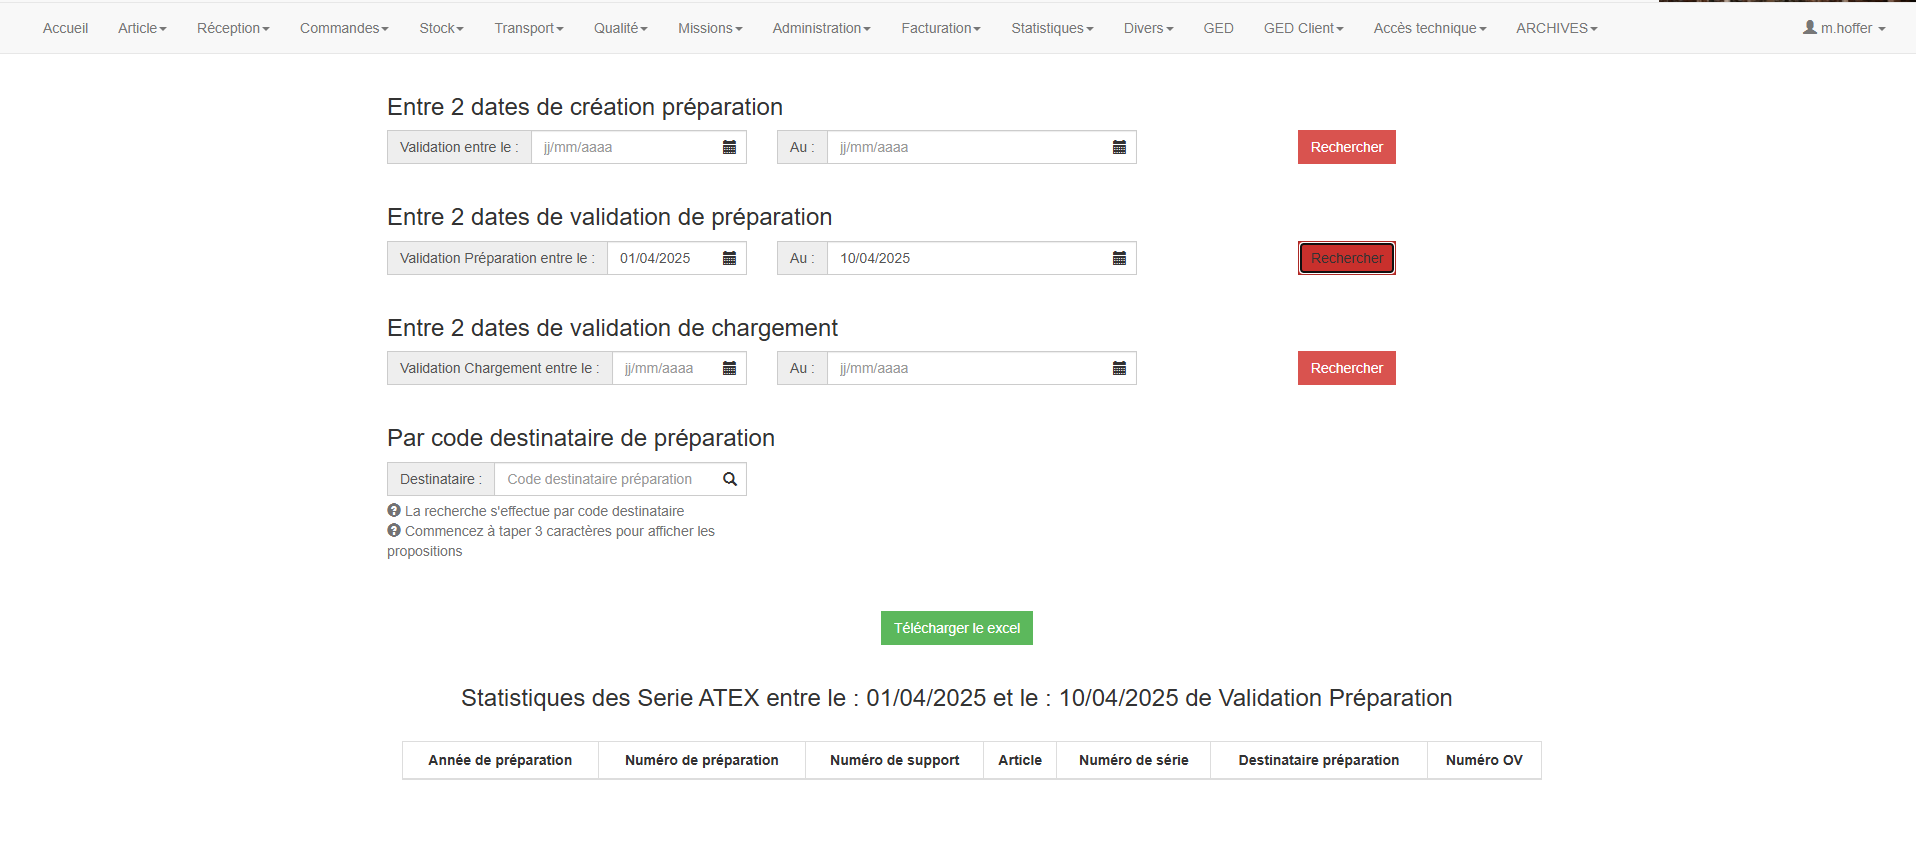 Accueil Article Réception Commandes Stock Transport Qualité Missions Administration Facturation Statistiques Divers GED GED Client Accès technique ARCHIVES m.hoffer
Entre 2 dates de création préparation
Validation entre le : jj/mm/aaaa Au : jj/mm/aaaa Rechercher
Entre 2 dates de validation de préparation
Validation Préparation entre le : 01/04/2025 Au : 10/04/2025 Rechercher
Entre 2 dates de validation de chargement
Validation Chargement entre le : jj/mm/aaaa Au : jj/mm/aaaa Rechercher
Par code destinataire de préparation
Destinataire : Code destinataire préparation
La recherche s'effectue par code destinataire
Commencez à taper 3 caractères pour afficher les
propositions
Télécharger le excel
Statistiques des Serie ATEX entre le : 01/04/2025 et le : 10/04/2025 de Validation Préparation
Année de préparation Numéro de préparation Numéro de support Article Numéro de série Destinataire préparation Numéro OV